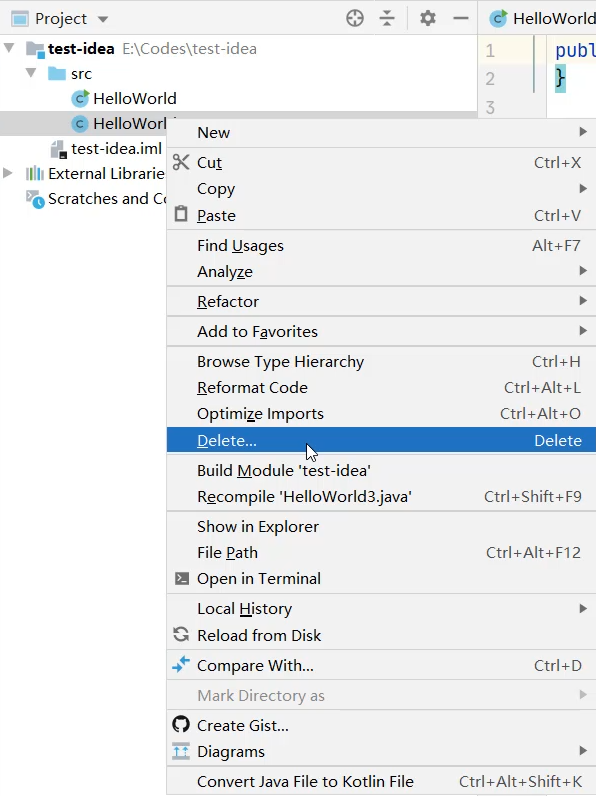 Project
HelloWorld
test-idea E:\Codes\test-idea
src
HelloWorld
HelloWorld
test-idea.iml
External Librarie
Scratches and Co
1 publ
2 }
3
New
Cut Ctrl+X
Copy
Paste Ctrl+V
Find Usages Alt+F7
Analyze
Refactor
Add to Favorites
Browse Type Hierarchy Ctrl+H
Reformat Code Ctrl+Alt+L
Optimize Imports Ctrl+Alt+O
Delete... Delete
Build Module 'test-idea'
Recompile 'HelloWorld3.java' Ctrl+Shift+F9
Show in Explorer
File Path Ctrl+Alt+F12
Open in Terminal
Local History
Reload from Disk
Compare With... Ctrl+D
Mark Directory as
Create Gist...
Diagrams
Convert Java File to Kotlin File Ctrl+Alt+Shift+K